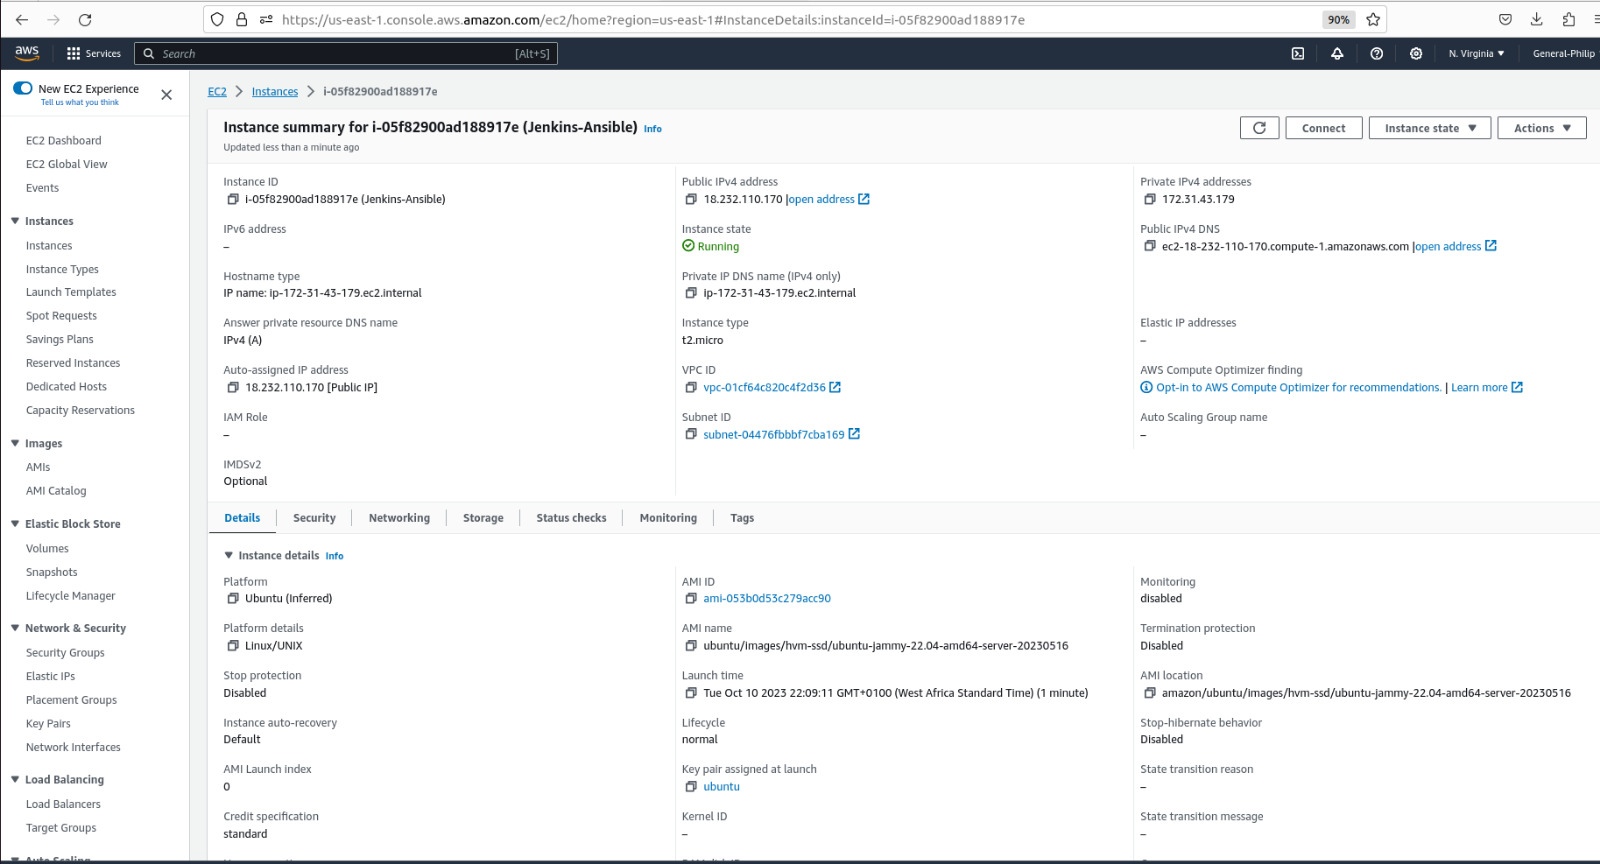 https://us-east-1.console.aws.amazon.com/ec2/home?region=us-east-1#InstanceDetails:instanceId=i-05f82900ad188917e
90%
aws
Services
Search
[Alt+S]
N. Virginia
General-Philip
New EC2 Experience
Tell us what you think
EC2 Dashboard
EC2 Global View
Events
Instances
Instances
Instance Types
Launch Templates
Spot Requests
Savings Plans
Reserved Instances
Dedicated Hosts
Capacity Reservations
Images
AMIs
AMI Catalog
Elastic Block Store
Volumes
Snapshots
Lifecycle Manager
Network & Security
Security Groups
Elastic IPs
Placement Groups
Key Pairs
Network Interfaces
Load Balancing
Load Balancers
Target Groups
Auto Scaling
EC2 > Instances > i-05f82900ad188917e
Instance summary for i-05f82900ad188917e (Jenkins-Ansible) Info
Updated less than a minute ago
Connect
Instance state
Actions
Instance ID
i-05f82900ad188917e (Jenkins-Ansible)
Public IPv4 address
18.232.110.170 |open address
Private IPv4 addresses
172.31.43.179
IPv6 address
–
Instance state
Running
Public IPv4 DNS
ec2-18-232-110-170.compute-1.amazonaws.com |open address
Hostname type
IP name: ip-172-31-43-179.ec2.internal
Private IP DNS name (IPv4 only)
ip-172-31-43-179.ec2.internal
Answer private resource DNS name
IPv4 (A)
Instance type
t2.micro
Elastic IP addresses
–
Auto-assigned IP address
18.232.110.170 [Public IP]
VPC ID
vpc-01cf64c820c4f2d36
AWS Compute Optimizer finding
Opt-in to AWS Compute Optimizer for recommendations. | Learn more
IAM Role
–
Subnet ID
subnet-04476fbbbf7cba169
Auto Scaling Group name
–
IMDSv2
Optional
Details
Security
Networking
Storage
Status checks
Monitoring
Tags
Instance details Info
Platform
Ubuntu (Inferred)
AMI ID
ami-053b0d53c279acc90
Monitoring
disabled
Platform details
Linux/UNIX
AMI name
ubuntu/images/hvm-ssd/ubuntu-jammy-22.04-amd64-server-20230516
Termination protection
Disabled
Stop protection
Disabled
Launch time
Tue Oct 10 2023 22:09:11 GMT+0100 (West Africa Standard Time) (1 minute)
AMI location
amazon/ubuntu/images/hvm-ssd/ubuntu-jammy-22.04-amd64-server-20230516
Instance auto-recovery
Default
Lifecycle
normal
Stop-hibernate behavior
Disabled
AMI Launch index
0
Key pair assigned at launch
ubuntu
State transition reason
–
Credit specification
standard
Kernel ID
–
State transition message
–